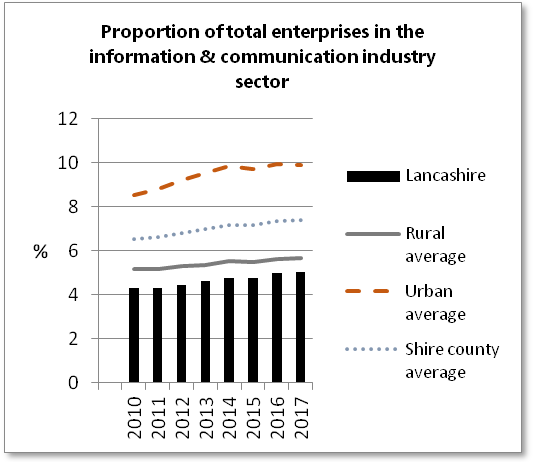 Proportion of total enterprises in the
information & communication industry
sector
12
10
8
6
4
2
0
%
2010
2011
2012
2013
2014
2015
2016
2017
Lancashire
Rural
average
Urban
average
Shire county
average